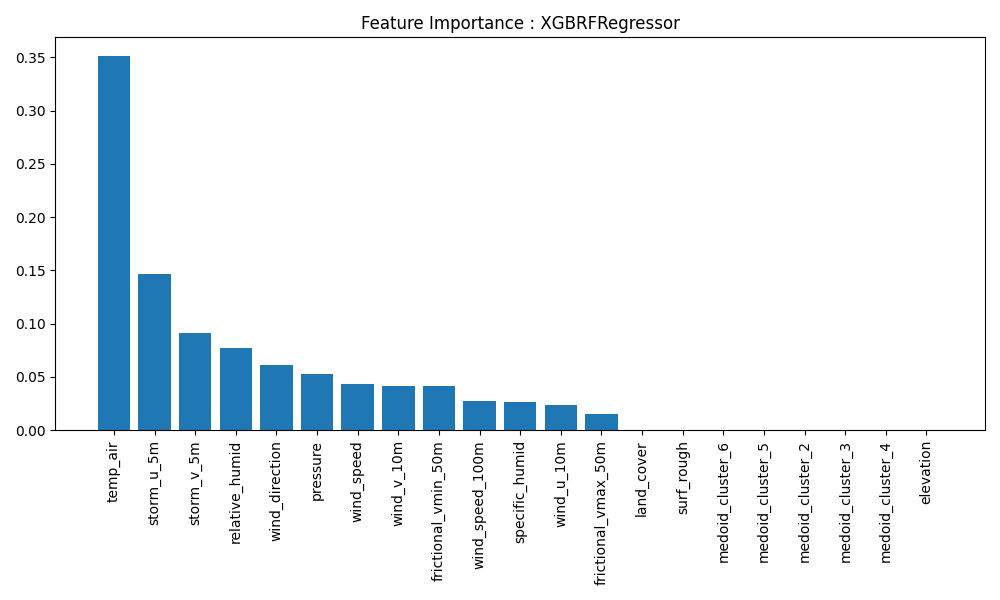 Feature Importance : XGBRFRegressor
0.35
0.30
0.25
0.20
0.15
0.10
0.05
0.00
temp_air
storm_u_5m
storm_v_5m
relative_humid
wind_direction
pressure
wind_speed
wind_v_10m
frictional_vmin_50m
wind_speed_100m
specific_humid
wind_u_10m
frictional_vmax_50m
land_cover
surf_rough
medoid_cluster_6
medoid_cluster_5
medoid_cluster_2
medoid_cluster_3
medoid_cluster_4
elevation